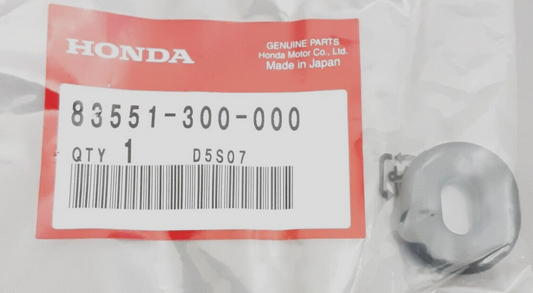 HONDA
GENUINE PARTS
Honda Motor Co., Ltd.
Made in Japan
83551-300-000
QTY 1 D5S07